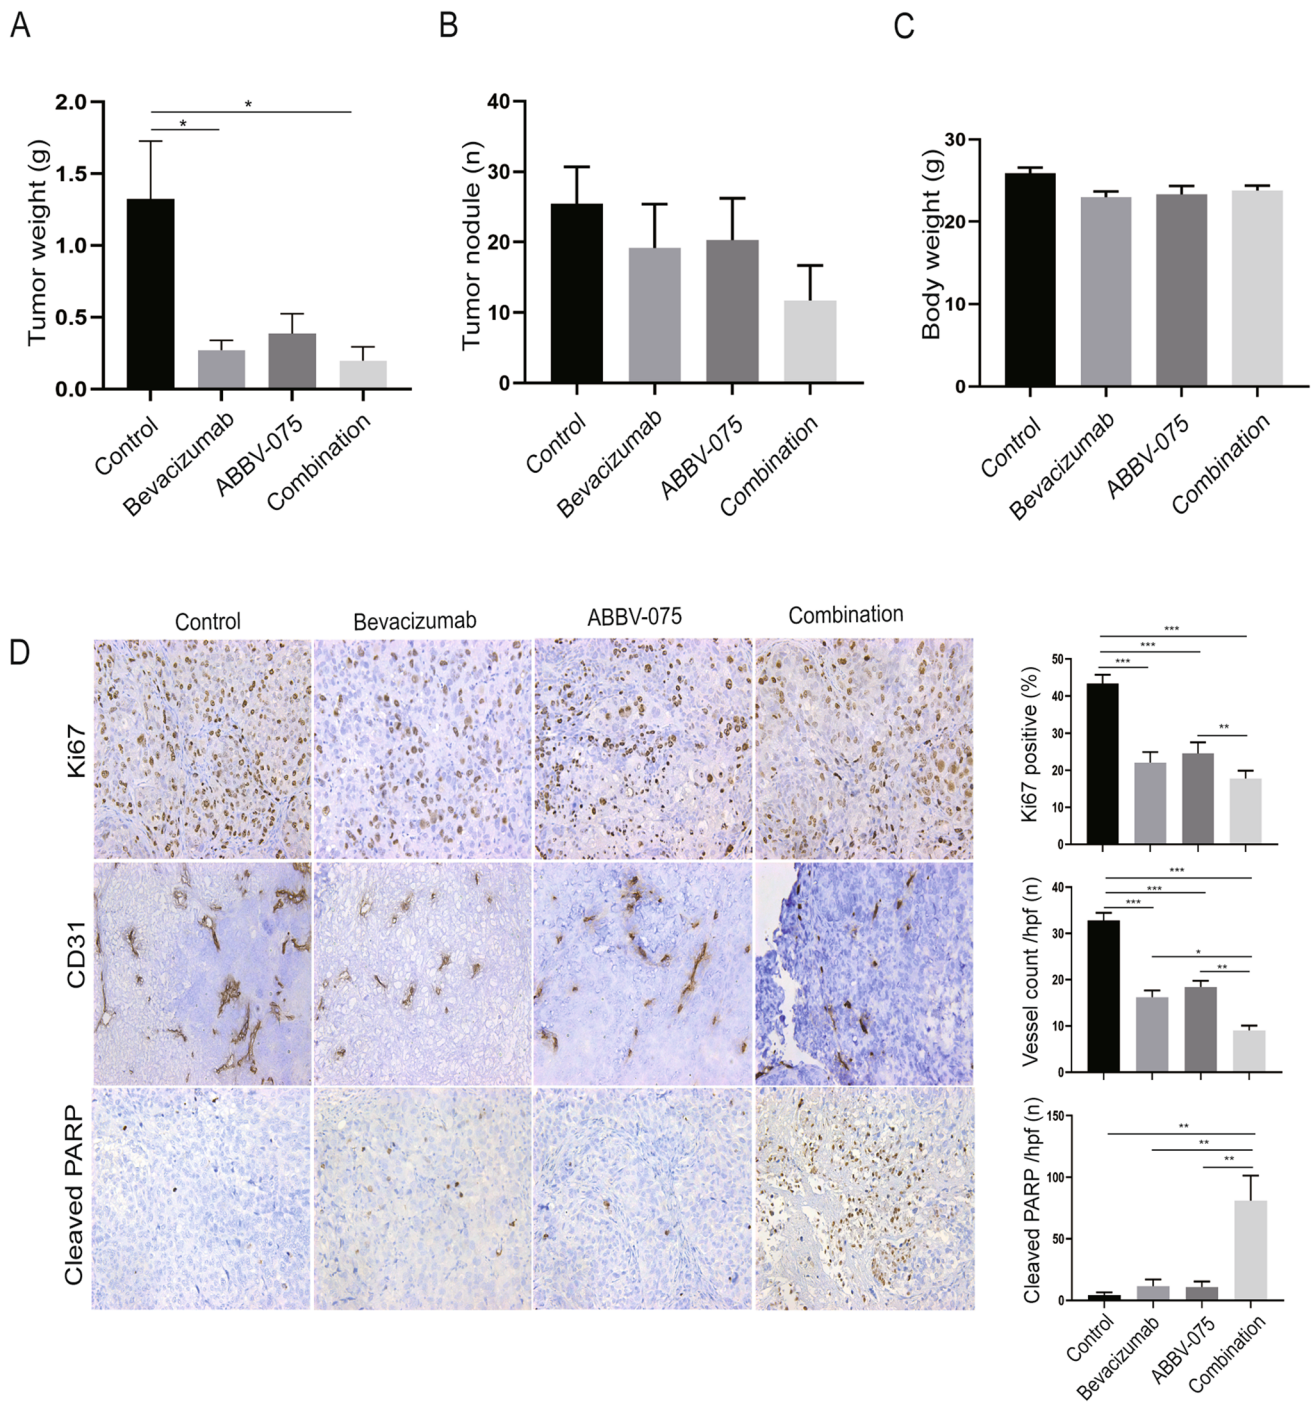 A
B
C
Tumor weight (g)
2.0
1.5
1.0
0.5
0.0
*
*
Control
Bevacizumab
ABBV-075
Combination
Tumor nodule (n)
40
30
20
10
0
Control
Bevacizumab
ABBV-075
Combination
Body weight (g)
30
20
10
0
Control
Bevacizumab
ABBV-075
Combination
D
Control
Bevacizumab
ABBV-075
Combination
Ki67
CD31
Cleaved PARP
Ki67 positive (%)
50
40
30
20
10
0
***
***
***
**
Vessel count /hpf (n)
40
30
20
10
0
***
***
***
*
**
Cleaved PARP /hpf (n)
150
100
50
0
**
**
**
Control
Bevacizumab
ABBV-075
Combination